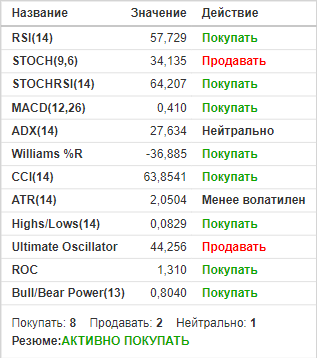 Название Значение Действие
RSI(14) 57,729 Покупать
STOCH(9,6) 34,135 Продавать
STOCHRSI(14) 64,207 Покупать
MACD(12,26) 0,410 Покупать
ADX(14) 27,634 Нейтрально
Williams %R -36,885 Покупать
CCI(14) 63,8541 Покупать
ATR(14) 2,0504 Менее волатилен
Highs/Lows(14) 0,0829 Покупать
Ultimate Oscillator 44,256 Продавать
ROC 1,310 Покупать
Bull/Bear Power(13) 0,8040 Покупать
Покупать: 8 Продавать: 2 Нейтрально: 1
Резюме:АКТИВНО ПОКУПАТЬ